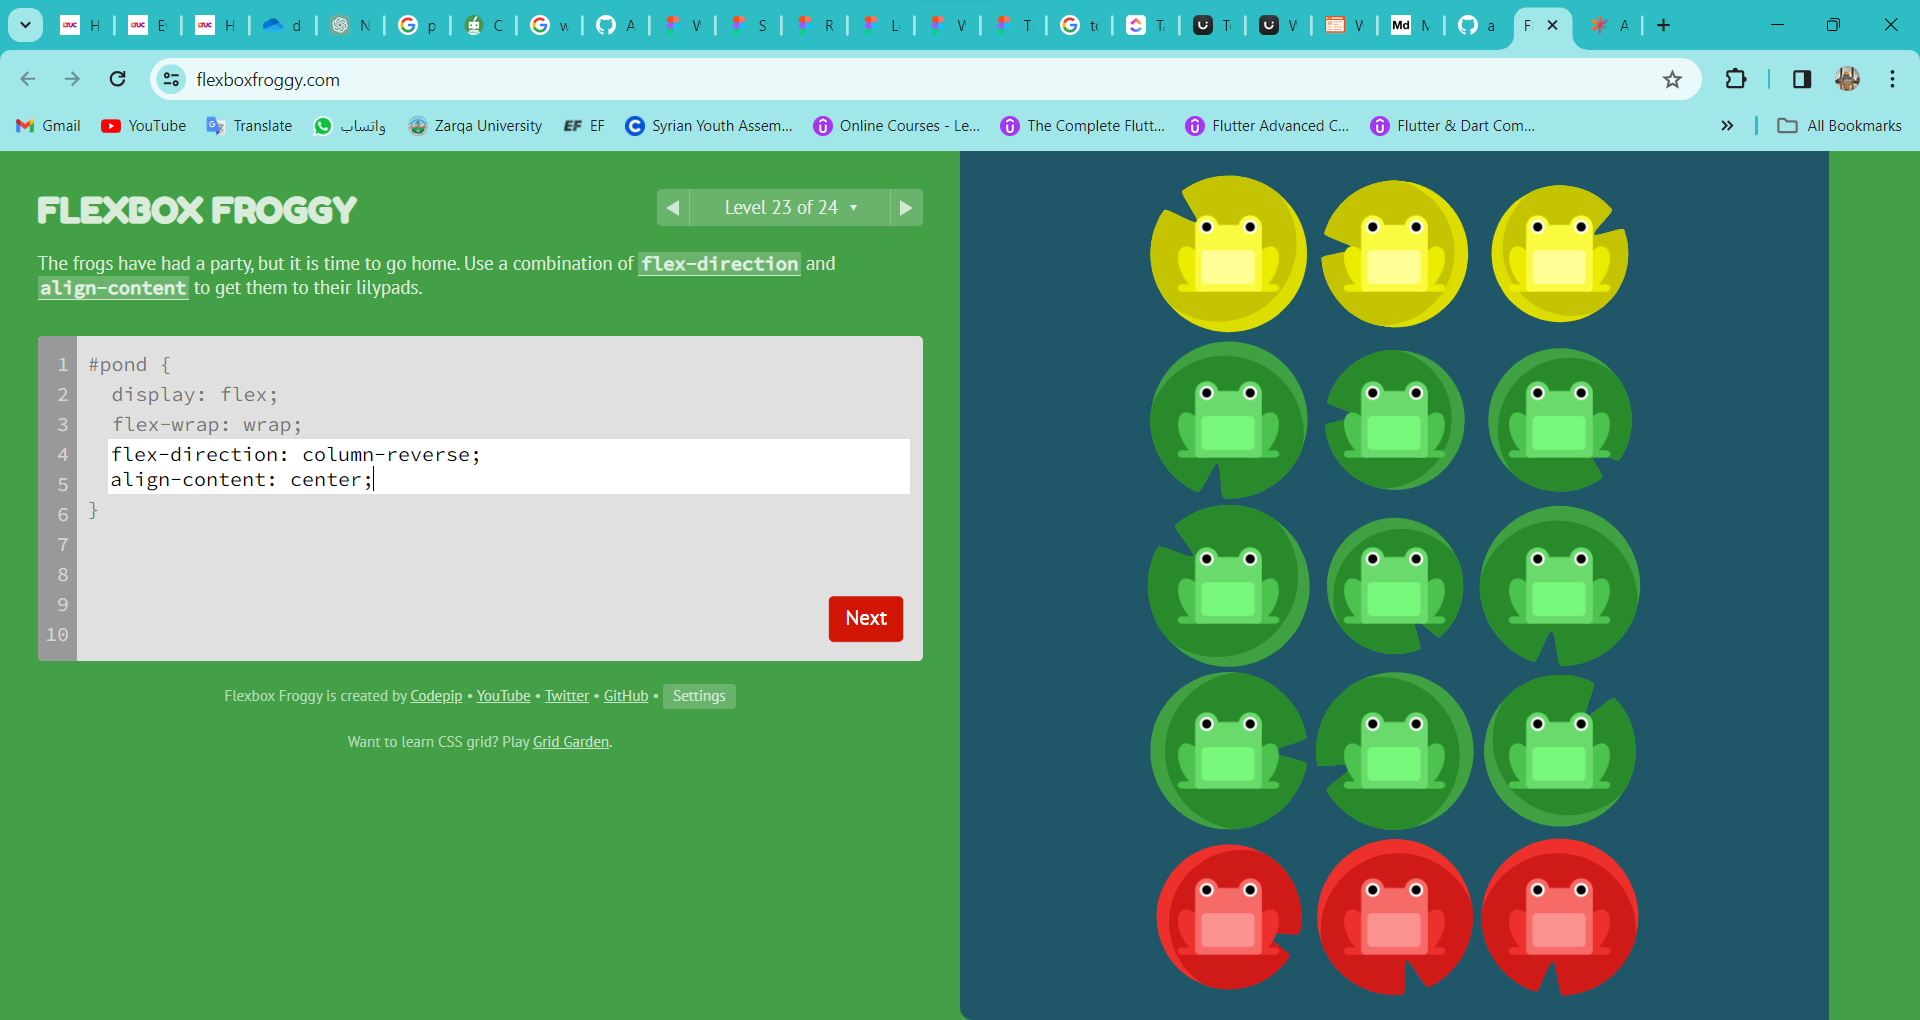 H
E
H
d
N
p
C
w
A
V
S
R
L
V
T
to
Ta
T
V
V
M
a
F
A
flexboxfroggy.com
Gmail
YouTube
Translate
واتساب
Zarqa University
EF EF
Syrian Youth Assem...
Online Courses - Le...
The Complete Flutt...
Flutter Advanced C...
Flutter & Dart Com...
All Bookmarks
FLEXBOX FROGGY
Level 23 of 24
The frogs have had a party, but it is time to go home. Use a combination of flex-direction and
align-content to get them to their lilypads.
1 #pond {
2 display: flex;
3 flex-wrap: wrap;
4 flex-direction: column-reverse;
5 align-content: center;
6 }
7
8
9
10
Next
Flexbox Froggy is created by Codepip • YouTube • Twitter • GitHub • Settings
Want to learn CSS grid? Play Grid Garden.